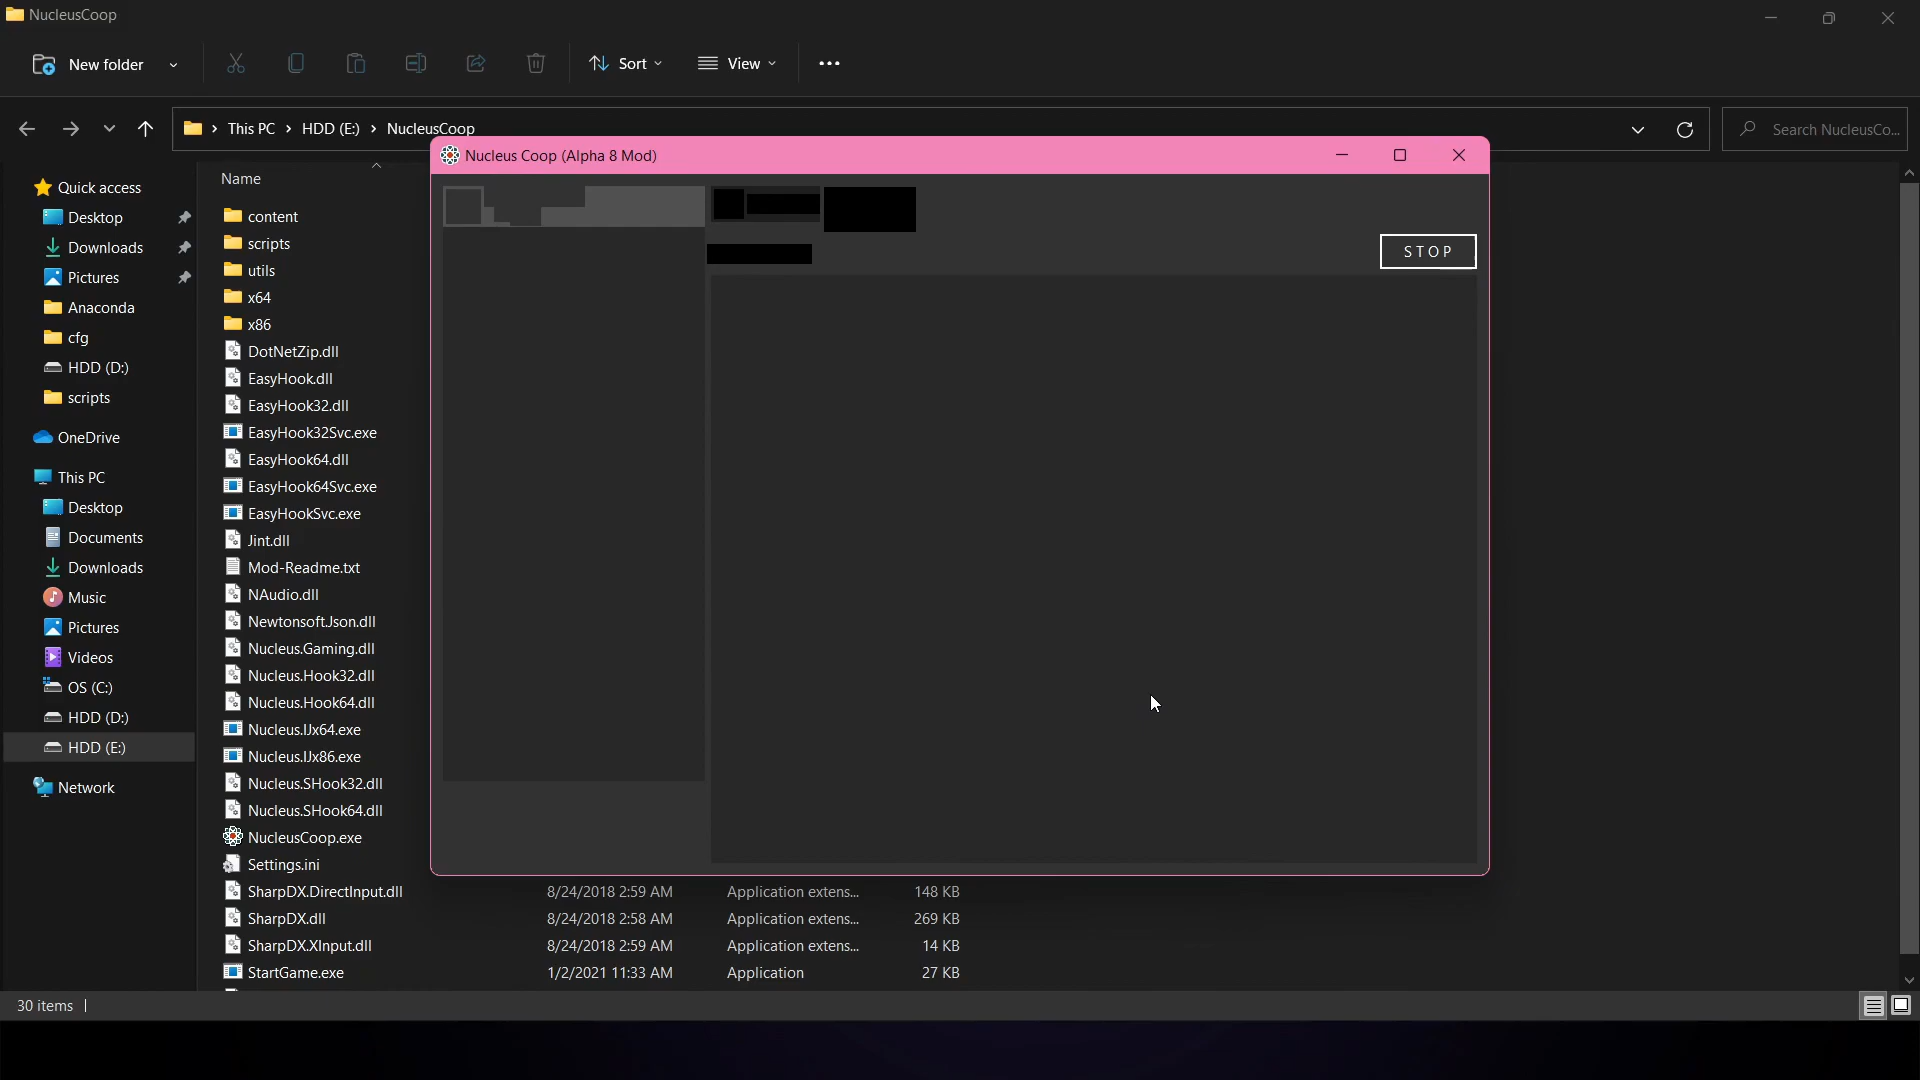 NucleusCoop
New folder
Sort
View
This PC
HDD (E:)
NucleusCoop
Search NucleusCo...
Quick access
Desktop
Downloads
Pictures
Anaconda
cfg
HDD (D:)
scripts
OneDrive
This PC
Desktop
Documents
Downloads
Music
Pictures
Videos
OS (C:)
HDD (D:)
HDD (E:)
Network
Name
content
scripts
utils
x64
x86
DotNetZip.dll
EasyHook.dll
EasyHook32.dll
EasyHook32Svc.exe
EasyHook64.dll
EasyHook64Svc.exe
EasyHookSvc.exe
Jint.dll
Mod-Readme.txt
NAudio.dll
Newtonsoft.Json.dll
Nucleus.Gaming.dll
Nucleus.Hook32.dll
Nucleus.Hook64.dll
Nucleus.IJx64.exe
Nucleus.IJx86.exe
Nucleus.SHook32.dll
Nucleus.SHook64.dll
NucleusCoop.exe
Settings.ini
SharpDX.DirectInput.dll 8/24/2018 2:59 AM Application extens... 148 KB
SharpDX.dll 8/24/2018 2:58 AM Application extens... 269 KB
SharpDX.XInput.dll 8/24/2018 2:59 AM Application extens... 14 KB
StartGame.exe 1/2/2021 11:33 AM Application 27 KB
Nucleus Coop (Alpha 8 Mod)
STOP
30 items